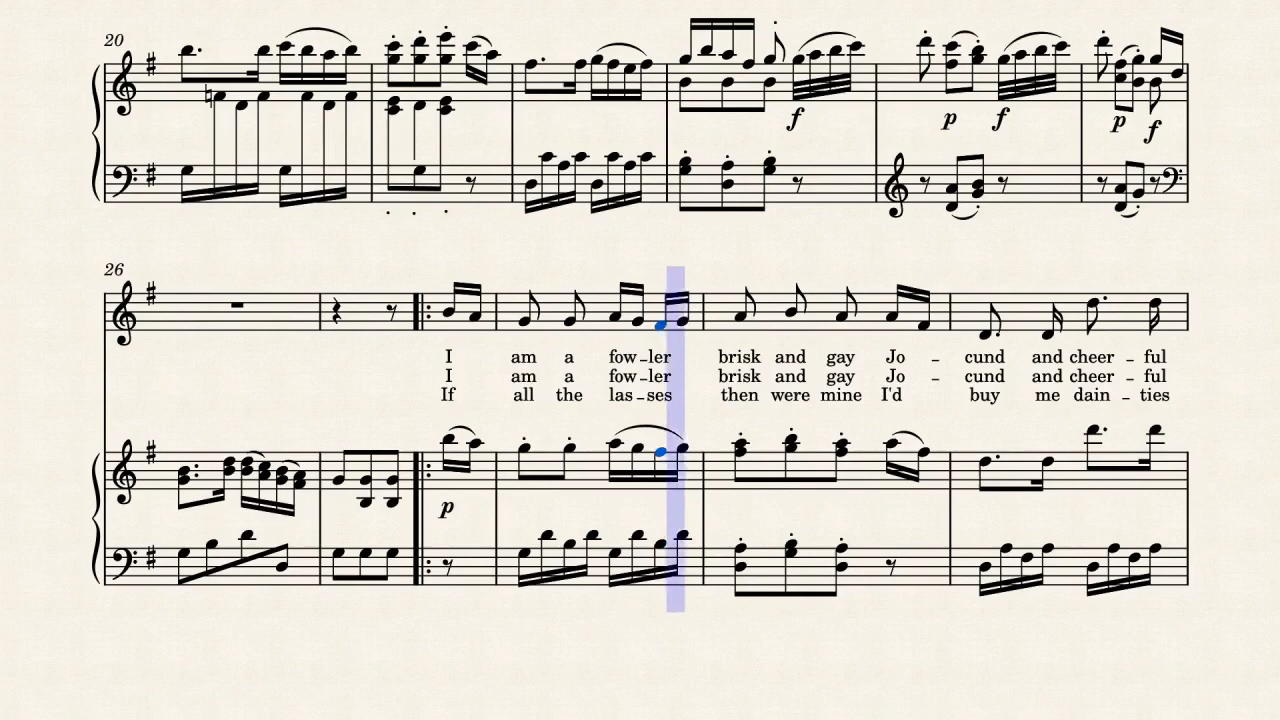 20
f
p f
p f
26
I am a fow - ler brisk and gay Jo - cund and cheer - ful
I am a fow - ler brisk and gay Jo - cund and cheer - ful
If all the las - ses then were mine I'd buy me dain - ties
p